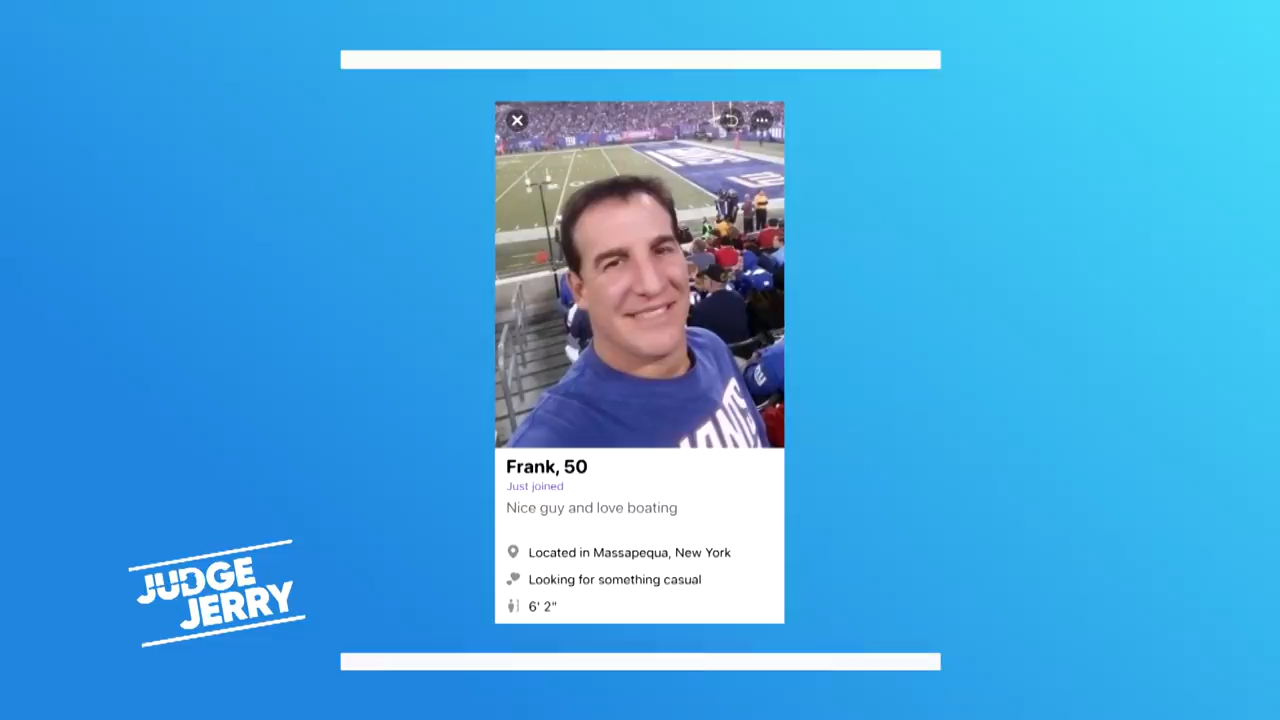 Frank, 50
Just joined
Nice guy and love boating
Located in Massapequa, New York
Looking for something casual
6' 2"
JUDGE
JERRY